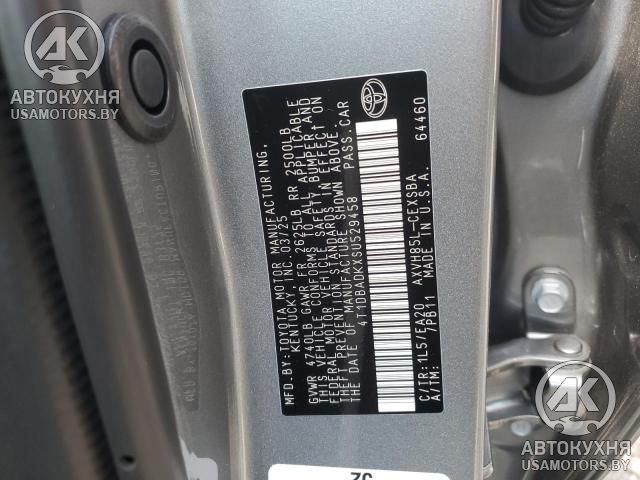 AK
АВТОКУХНЯ
USAMOTORS.BY
MFD.BY:TOYOTA MOTOR MANUFACTURING,
KENTUCKY, INC. 03/25
GVWR 4740LB GAWR FR 2625LB RR 2500LB
THIS VEHICLE CONFORMS TO ALL APPLICABLE
FEDERAL MOTOR VEHICLE SAFETY, BUMPER, AND
THEFT PREVENTION STANDARDS IN EFFECT ON
THE DATE OF MANUFACTURE SHOWN ABOVE.
4T1DBADKXSU529458 PASS.CAR
C/TR:1L5/EA20 AXVH85L-CEXSBA
A/TM: 7PB11 MADE IN U.S.A. 64460
AK
АВТОКУХНЯ
USAMOTORS.BY